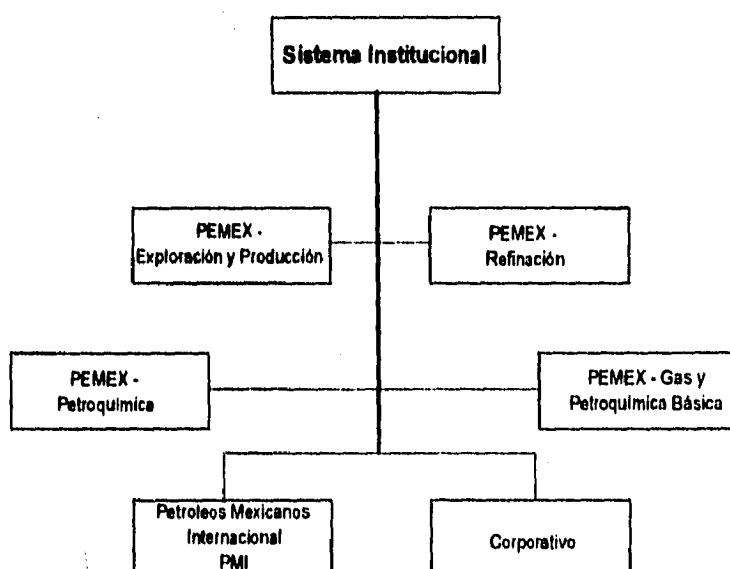 Sistema Institucional
PEMEX -
Exploración y Producción
PEMEX -
Refinación
PEMEX -
Petroquímica
PEMEX - Gas y
Petroquímica Básica
Petroleos Mexicanos
Internacional
PMI
Corporativo